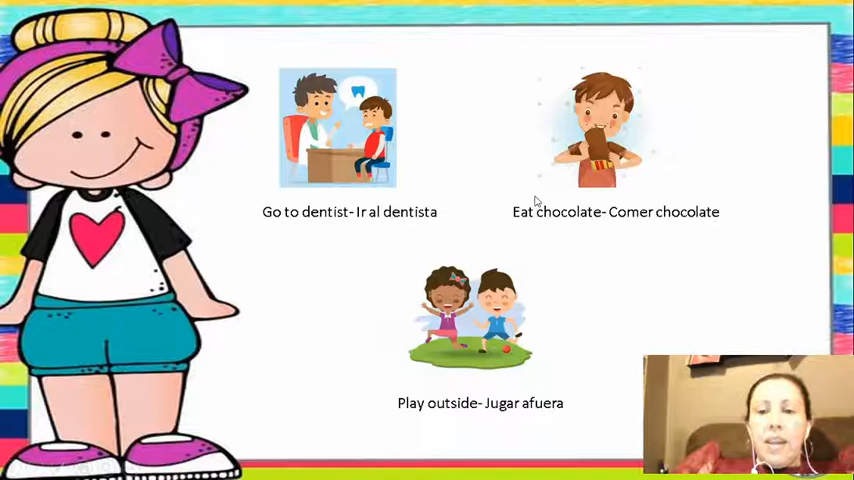 Go to dentist- Ir al dentista
Eat chocolate- Comer chocolate
Play outside- Jugar afuera